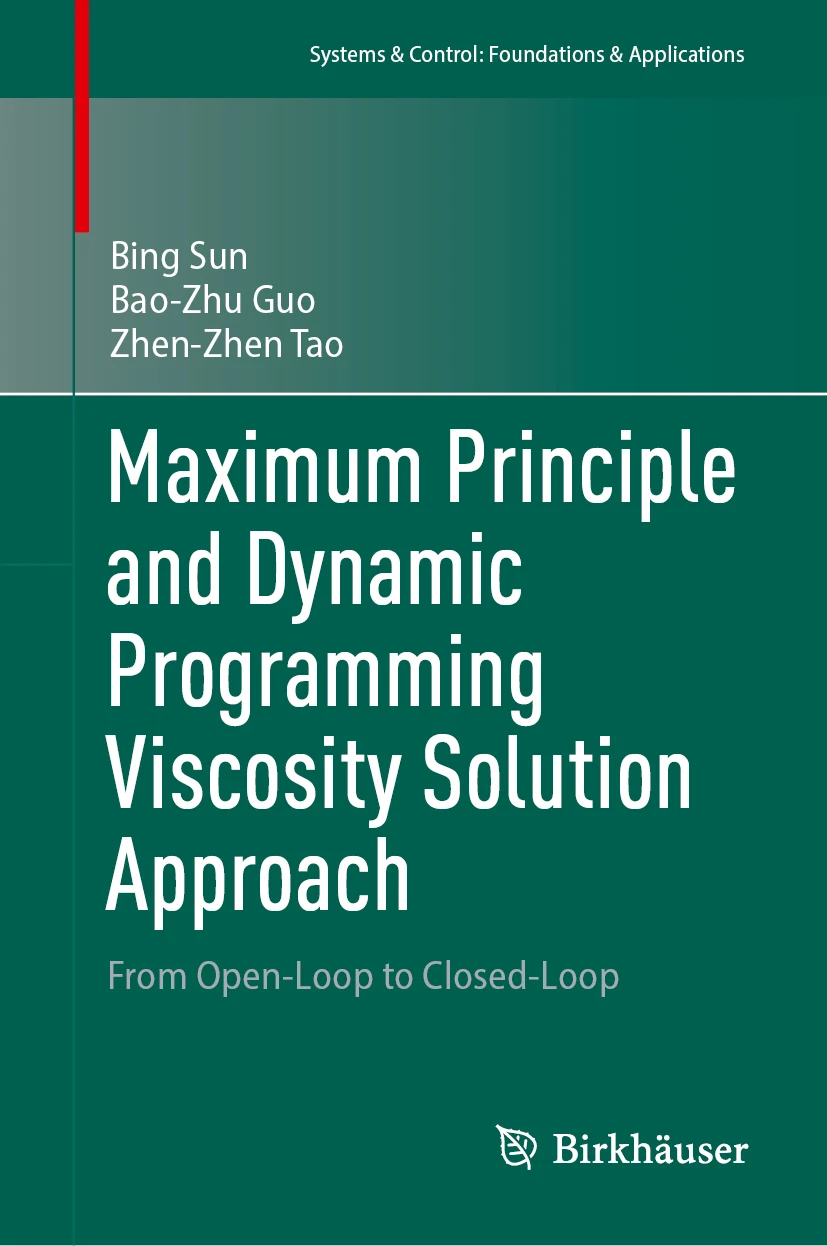 Systems & Control: Foundations & Applications
Bing Sun
Bao-Zhu Guo
Zhen-Zhen Tao
Maximum Principle
and Dynamic
Programming
Viscosity Solution
Approach
From Open-Loop to Closed-Loop
Birkhäuser